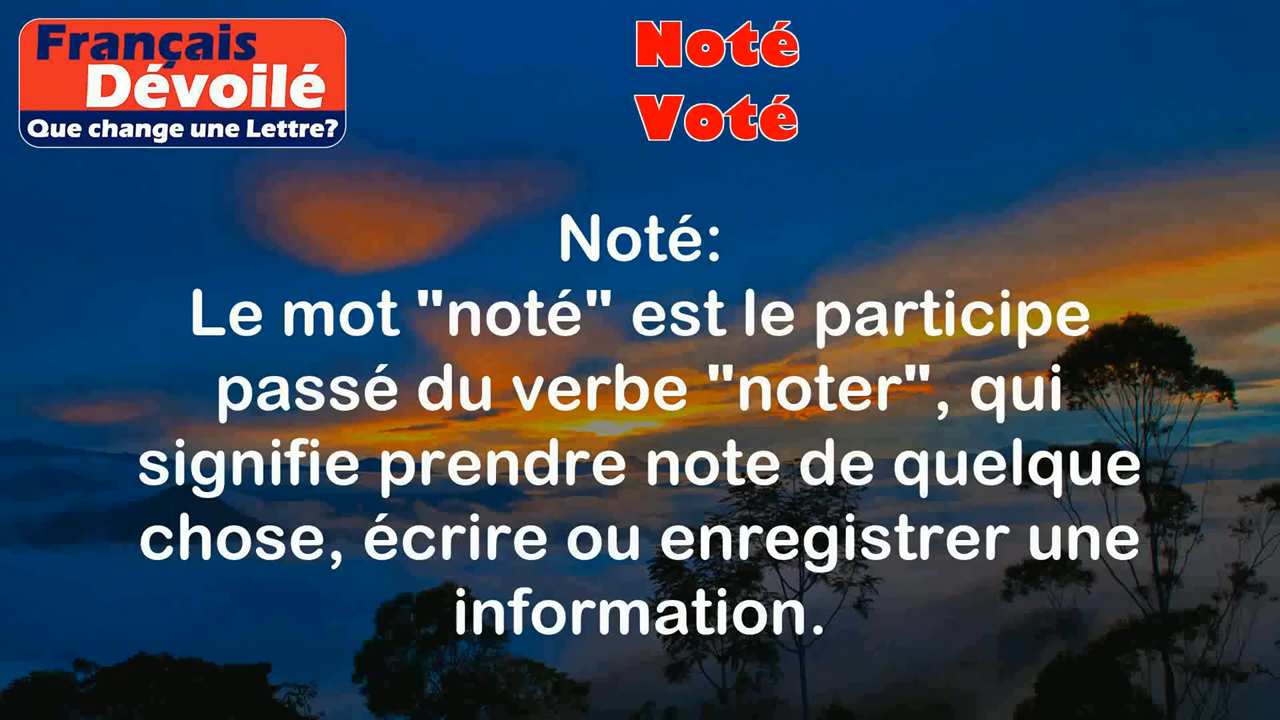 Français
Dévoilé
Que change une Lettre?
Noté
Voté
Noté:
Le mot "noté" est le participe
passé du verbe "noter", qui
signifie prendre note de quelque
chose, écrire ou enregistrer une
information.